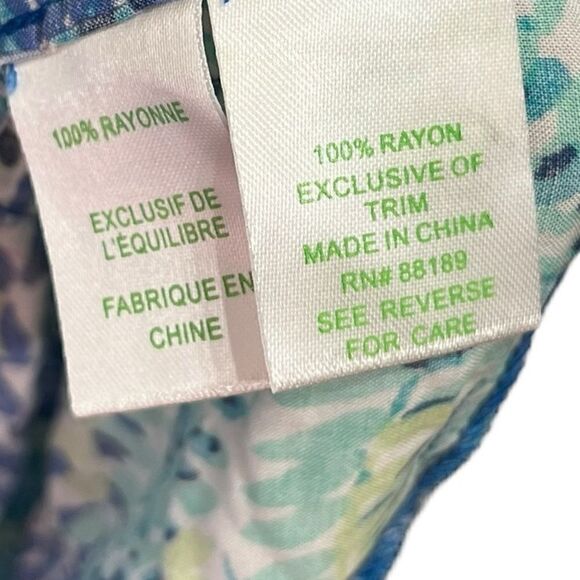 100% RAYONNE
EXCLUSIF DE
L'ÉQUILIBRE
FABRIQUE EN
CHINE
100% RAYON
EXCLUSIVE OF
TRIM
MADE IN CHINA
RN# 88189
SEE REVERSE
FOR CARE